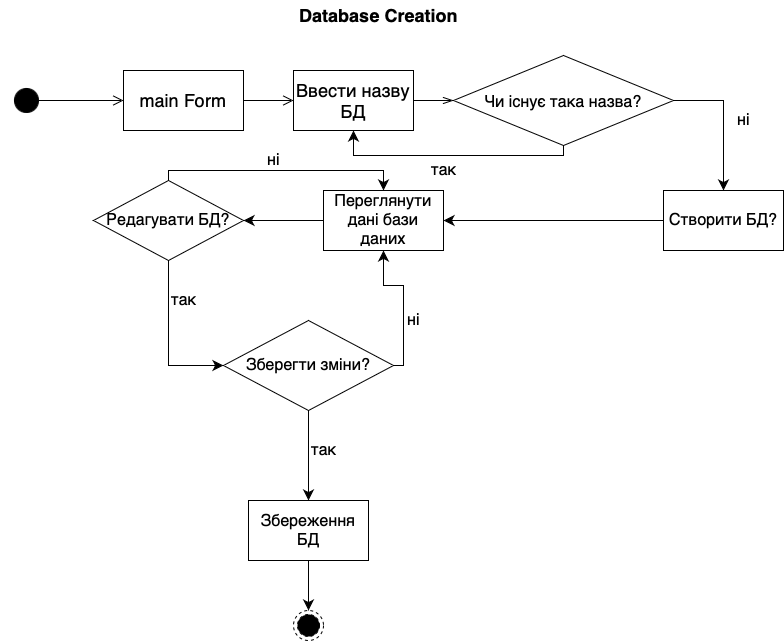 Database Creation
main Form
Ввести назву
БД
Чи існує така назва?
ні
так
ні
Редагувати БД?
Переглянути
дані бази
даних
Створити БД?
так
ні
Зберегти зміни?
так
Збереження
БД